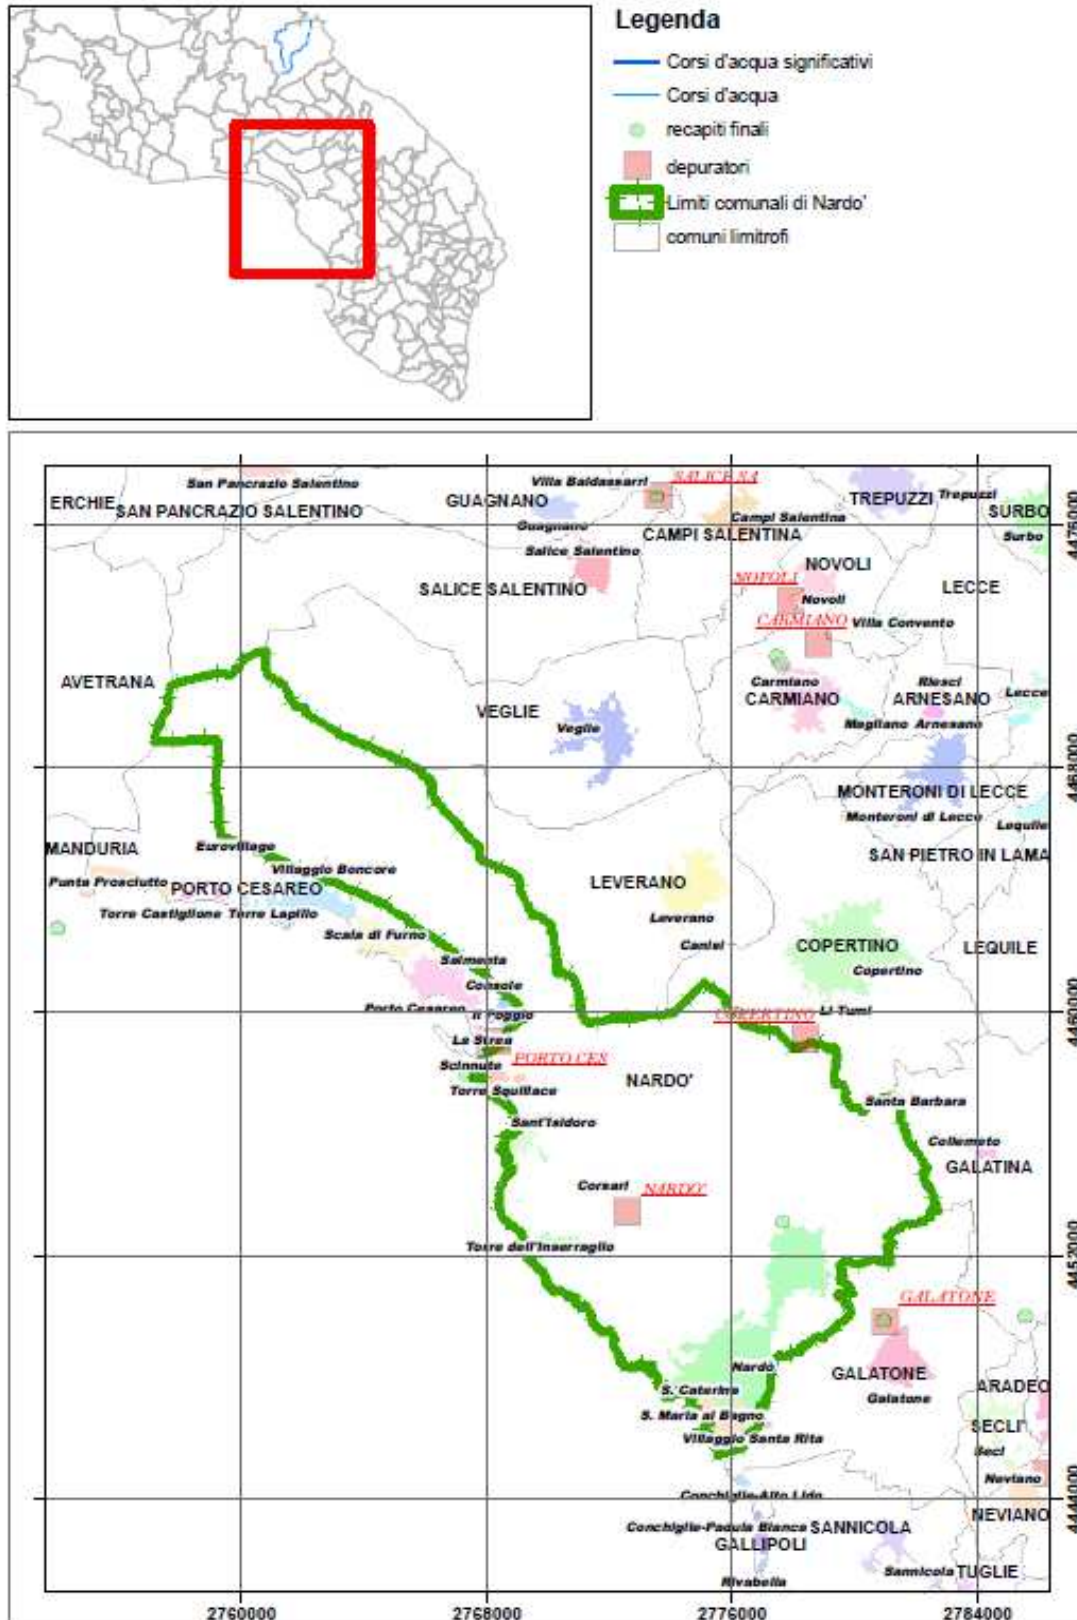 Legenda
Corsi d'acqua significativi
Corsi d'acqua
recapiti finali
depuratori
Limiti comunali di Nardo'
comuni limitrofi
San Pancrazio Salentino
ERCHIE
SAN PANCRAZIO SALENTINO
Villa Baldassarri
SALICE SA
GUAGNANO
Guagnano
Campi Salentina
CAMPI SALENTINA
TREPUZZI
Trepuzzi
SURBO
Surbo
4476000
Salice Salentino
SALICE SALENTINO
NOVOLI
NOVOLI
Novoli
LECCE
CARMIANO
Villa Convento
AVETRANA
VEGLIE
Veglie
Carmiano
CARMIANO
Riesci
ARNESANO
Magliano
Arnesano
Lecce
4468000
MONTERONI DI LECCE
Monteroni di Lecce
Lequile
SAN PIETRO IN LAMA
MANDURIA
Eurovillage
Villaggio Boncore
Punta Prosciutto
PORTO CESAREO
Torre Castiglione
Torre Lapillo
Scala di Furno
LEVERANO
Leverano
Canisi
COPERTINO
Copertino
LEQUILE
Salmenta
Console
Porto Cesareo
Il Poggio
COPERTINO
Li Tumi
4460000
La Strea
Scinnute
PORTO CES
Torre Squillace
NARDO'
Sant'Isidoro
Santa Barbara
Collemeto
GALATINA
Corsari
NARDO'
Torre dell'Inserraglio
4452000
GALATONE
Nardò
GALATONE
Galatone
ARADEO
S. Caterina
S. Maria al Bagno
Villaggio Santa Rita
SECLI'
Secl
Neviano
NEVIANO
Conchiglie-Alto Lido
4444000
Conchiglie-Padula Bianca
SANNICOLA
GALLIPOLI
Rivabella
Sannicola
TUGLIE
2760000
2768000
2776000
2784000